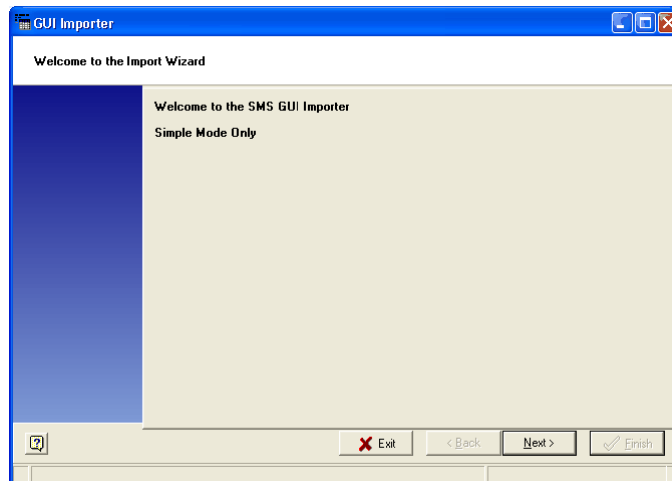 GUI Importer
Welcome to the Import Wizard
Welcome to the SMS GUI Importer
Simple Mode Only
Exit
< Back
Next >
Finish